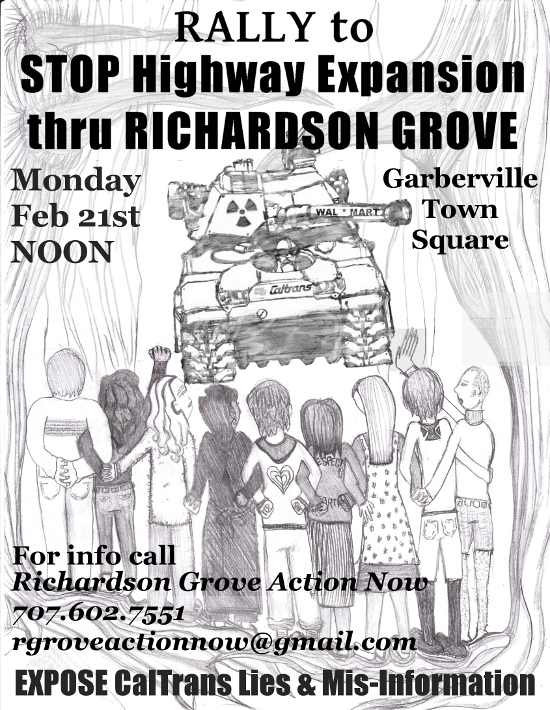 RALLY to
STOP Highway Expansion
thru RICHARDSON GROVE
Monday
Feb 21st
NOON
Garberville
Town
Square
WAL * MART
Caltrans
For info call
Richardson Grove Action Now
707.602.7551
rgroveactionnow@gmail.com
EXPOSE CalTrans Lies & Mis-Information